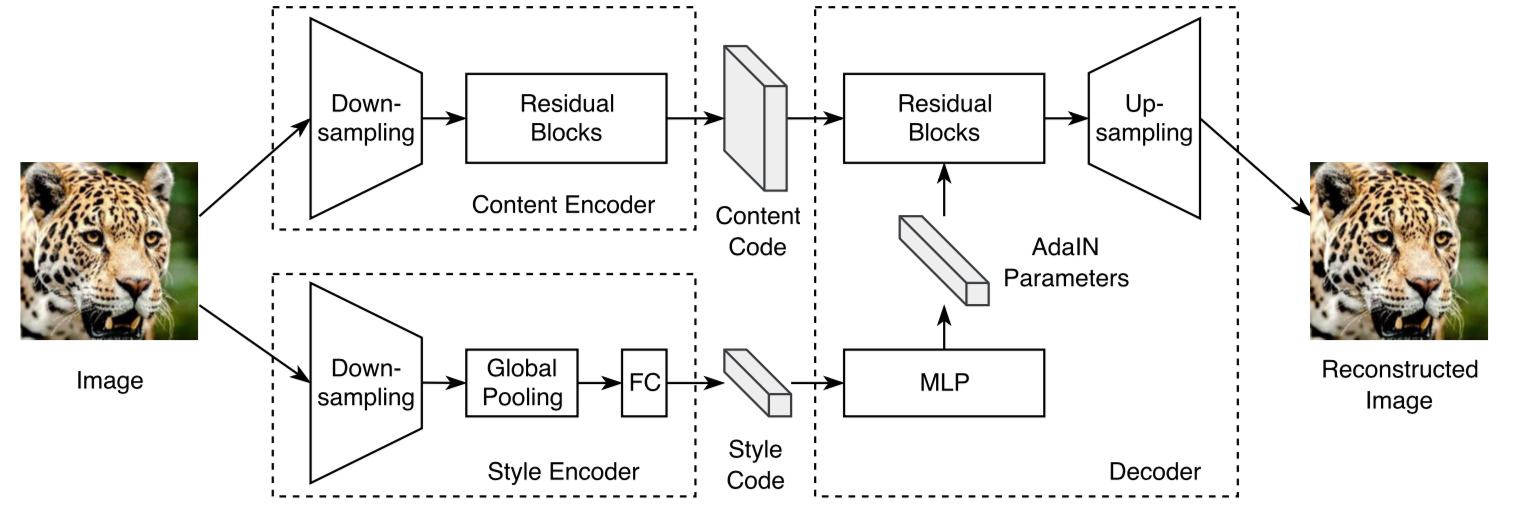 Image
Down-
sampling
Residual
Blocks
Content Encoder
Down-
sampling
Global
Pooling
FC
Style Encoder
Content
Code
Style
Code
Residual
Blocks
Up-
sampling
AdaIN
Parameters
MLP
Decoder
Reconstructed
Image